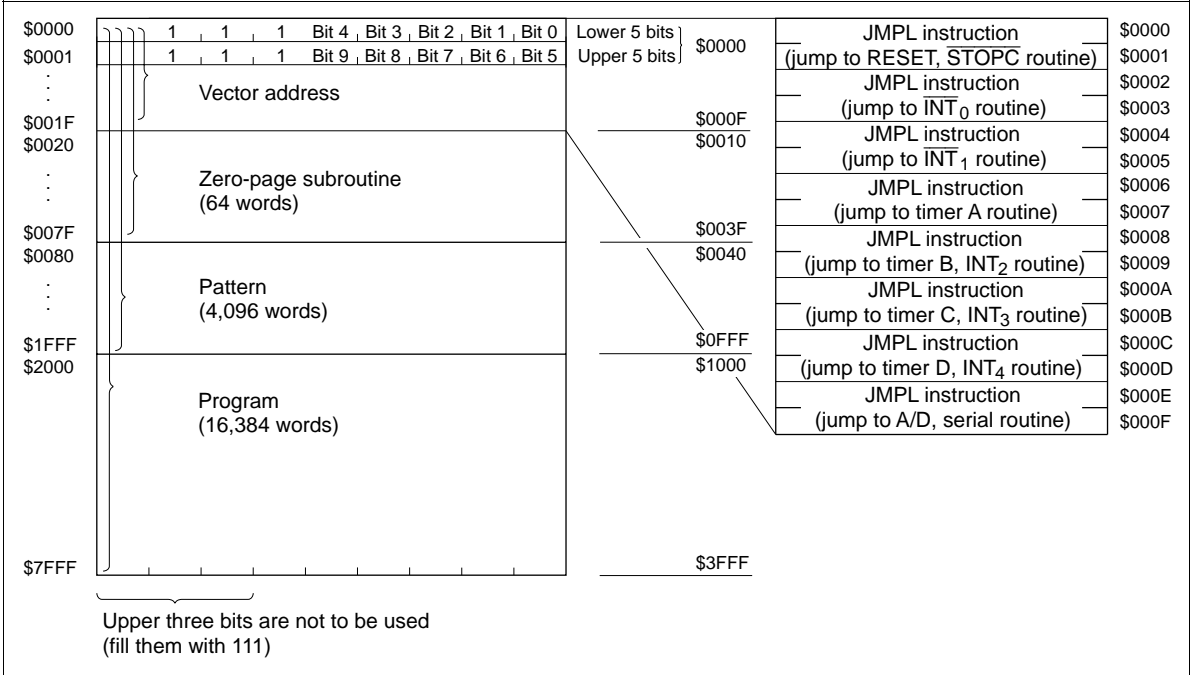 $0000
1 1 1 Bit 4 Bit 3 Bit 2 Bit 1 Bit 0
Lower 5 bits
$0001
1 1 1 Bit 9 Bit 8 Bit 7 Bit 6 Bit 5
Upper 5 bits
$0000
Vector address
$001F
$000F
$0020
$0010
Zero-page subroutine
(64 words)
$007F
$003F
$0080
$0040
Pattern
(4,096 words)
$1FFF
$0FFF
$2000
$1000
Program
(16,384 words)
$7FFF
$3FFF
Upper three bits are not to be used
(fill them with 111)
JMPL instruction
$0000
(jump to RESET, S̅T̅O̅P̅C̅ routine)
$0001
JMPL instruction
$0002
(jump to I̅N̅T̅0 routine)
$0003
JMPL instruction
$0004
(jump to I̅N̅T̅1 routine)
$0005
JMPL instruction
$0006
(jump to timer A routine)
$0007
JMPL instruction
$0008
(jump to timer B, INT2 routine)
$0009
JMPL instruction
$000A
(jump to timer C, INT3 routine)
$000B
JMPL instruction
$000C
(jump to timer D, INT4 routine)
$000D
JMPL instruction
$000E
(jump to A/D, serial routine)
$000F